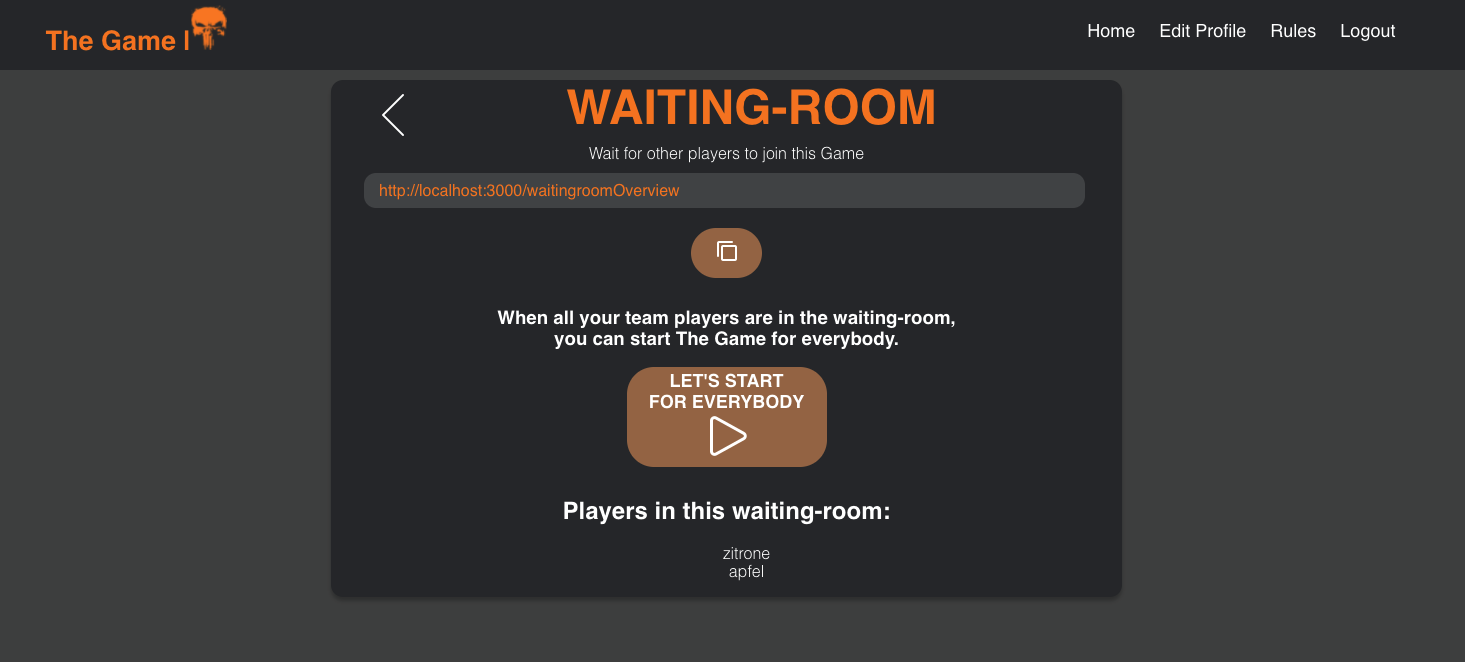 The Game |
Home Edit Profile Rules Logout
WAITING-ROOM
Wait for other players to join this Game
http://localhost:3000/waitingroomOverview
When all your team players are in the waiting-room,
you can start The Game for everybody.
LET'S START
FOR EVERYBODY
Players in this waiting-room:
zitrone
apfel